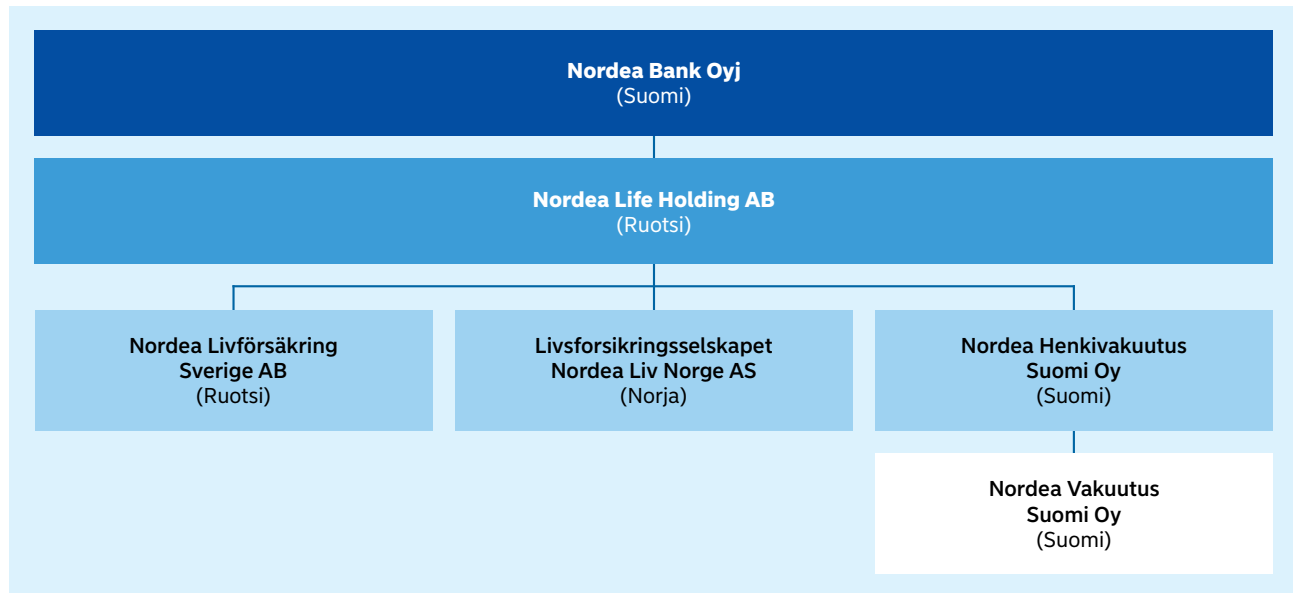 Nordea Bank Oyj
(Suomi)
Nordea Life Holding AB
(Ruotsi)
Nordea Livförsäkring
Sverige AB
(Ruotsi)
Livsforsikringsselskapet
Nordea Liv Norge AS
(Norja)
Nordea Henkivakuutus
Suomi Oy
(Suomi)
Nordea Vakuutus
Suomi Oy
(Suomi)